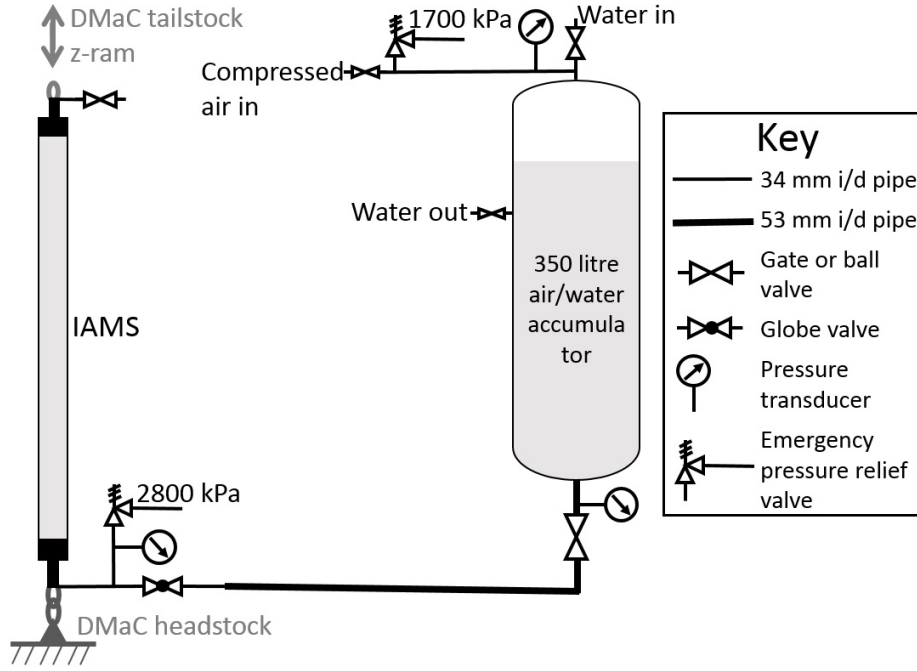 DMaC tailstock
z-ram
1700 kPa
Water in
Compressed
air in
Water out
350 litre
air/water
accumula
tor
IAMS
2800 kPa
DMaC headstock
Key
34 mm i/d pipe
53 mm i/d pipe
Gate or ball
valve
Globe valve
Pressure
transducer
Emergency
pressure relief
valve